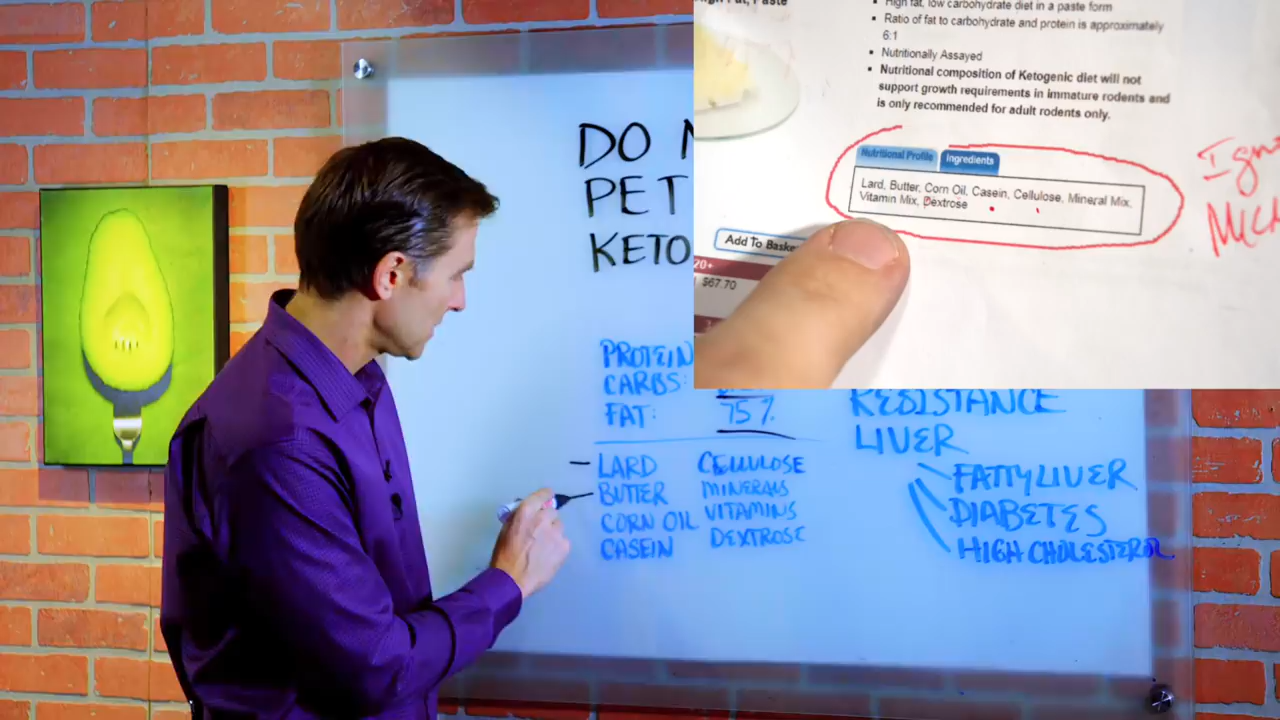 DO
PET
KETO
PROTEIN
CARBS:
FAT: 75%
LARD CELLULOSE
BUTTER MINERALS
CORN OIL VITAMINS
CASEIN DEXTROSE
RESISTANCE
LIVER
FATTY LIVER
DIABETES
HIGH CHOLESTEROL
Paste
• High fat, low carbohydrate diet in a paste form
• Ratio of fat to carbohydrate and protein is approximately
6:1
• Nutritionally Assayed
• Nutritional composition of Ketogenic diet will not
support growth requirements in immature rodents and
is only recommended for adult rodents only.
Nutritional Profile Ingredients
Lard, Butter, Corn Oil, Casein, Cellulose, Mineral Mix,
Vitamin Mix, Dextrose
Add To Baske
20+
$67.70